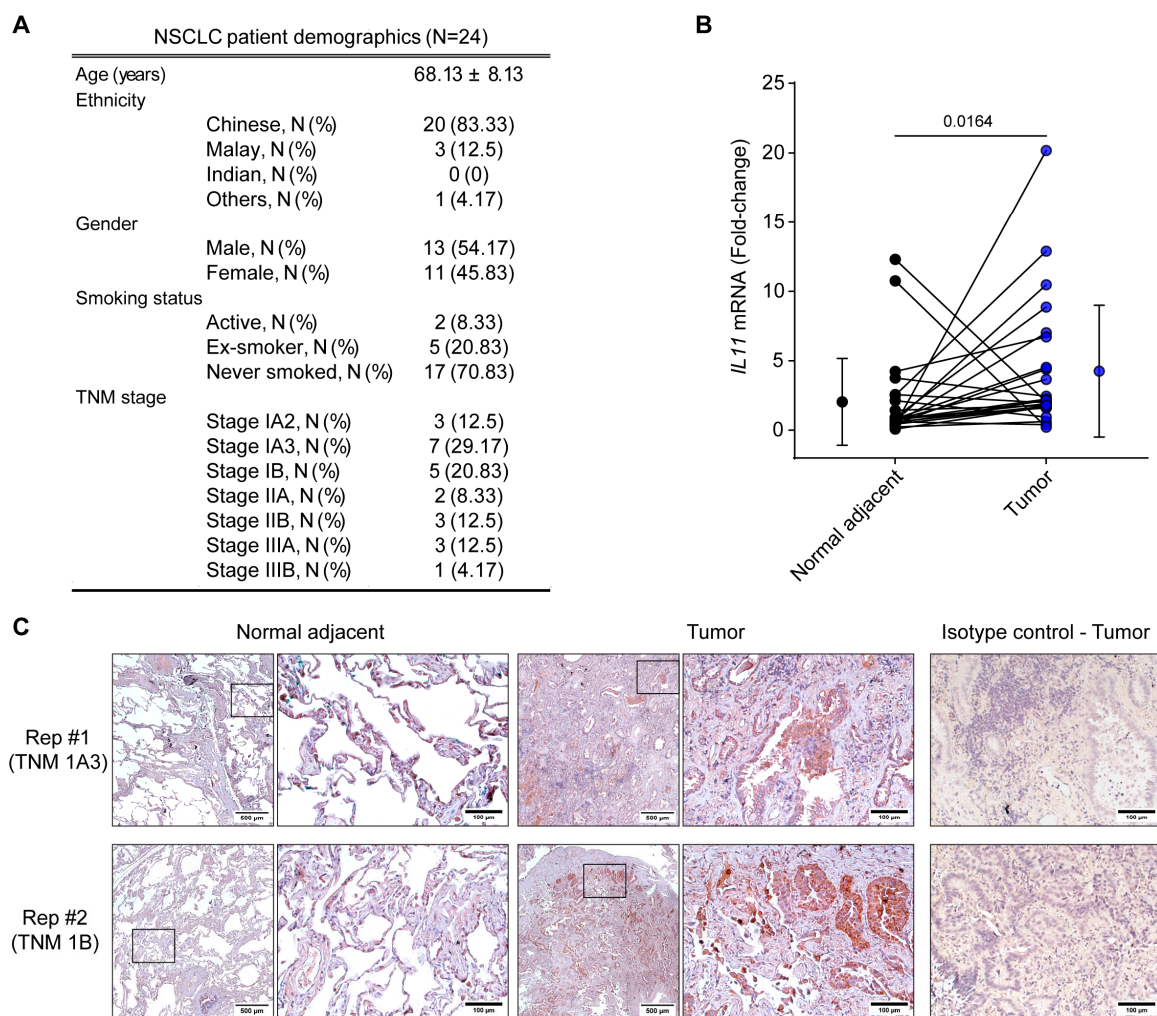 A
NSCLC patient demographics (N=24)
Age (years) 68.13 ± 8.13
Ethnicity
Chinese, N (%) 20 (83.33)
Malay, N (%) 3 (12.5)
Indian, N (%) 0 (0)
Others, N (%) 1 (4.17)
Gender
Male, N (%) 13 (54.17)
Female, N (%) 11 (45.83)
Smoking status
Active, N (%) 2 (8.33)
Ex-smoker, N (%) 5 (20.83)
Never smoked, N (%) 17 (70.83)
TNM stage
Stage IA2, N (%) 3 (12.5)
Stage IA3, N (%) 7 (29.17)
Stage IB, N (%) 5 (20.83)
Stage IIA, N (%) 2 (8.33)
Stage IIB, N (%) 3 (12.5)
Stage IIIA, N (%) 3 (12.5)
Stage IIIB, N (%) 1 (4.17)
B
IL11 mRNA (Fold-change)
25
20
15
10
5
0
0.0164
Normal adjacent
Tumor
C
Normal adjacent
Tumor
Isotype control - Tumor
Rep #1
(TNM 1A3)
500 µm
100 µm
500 µm
100 µm
100 µm
Rep #2
(TNM 1B)
500 µm
100 µm
500 µm
100 µm
100 µm